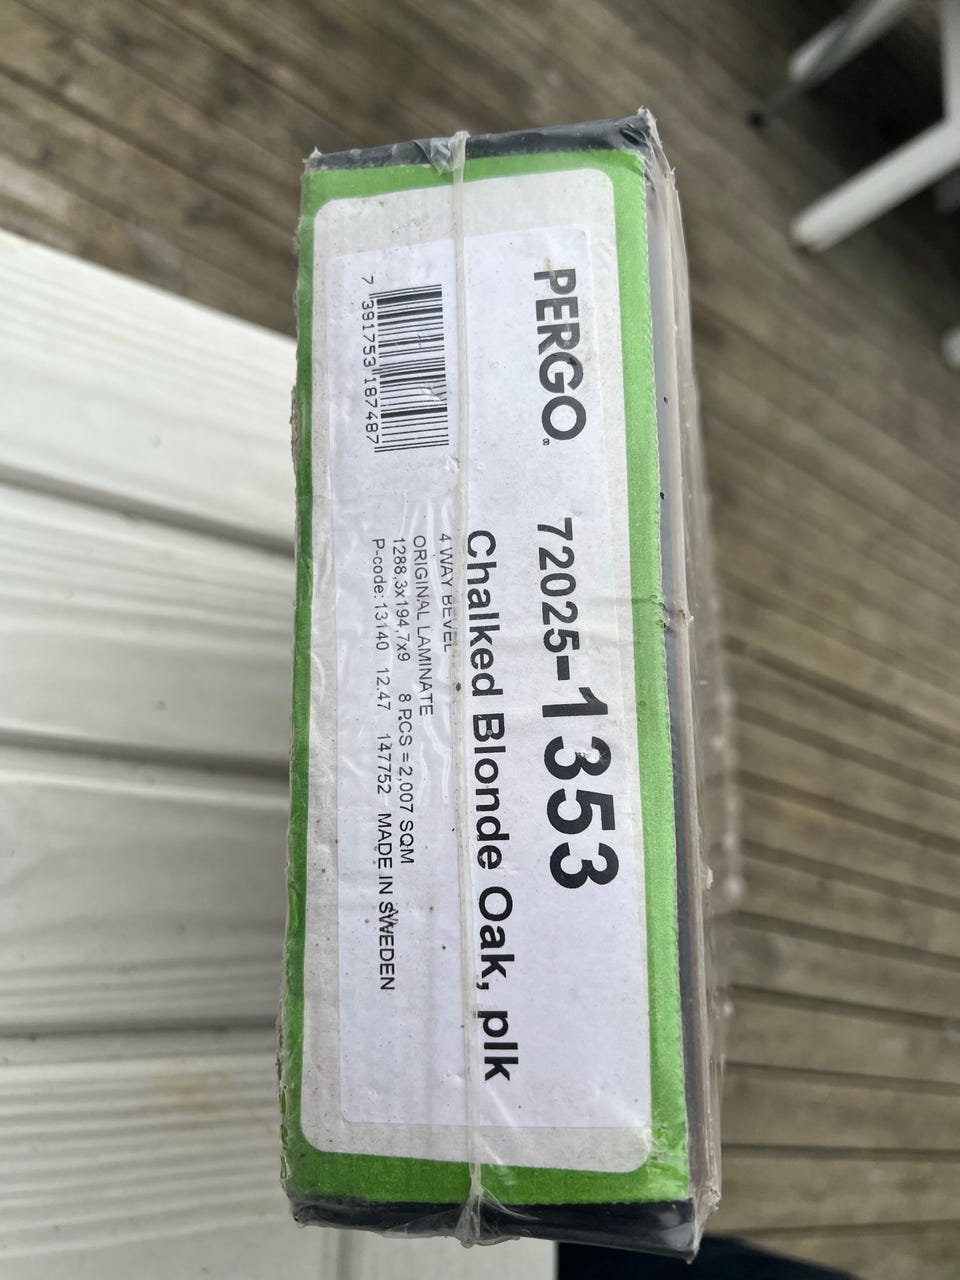 PERGO®
72025-1353
Chalked Blonde Oak, plk
4 WAY BEVEL
ORIGINAL LAMINATE
1288,3x194,7x9 8 PCS = 2,007 SQM
P-code: 13140 12.47 147752 MADE IN SWEDEN
7 391753 187487